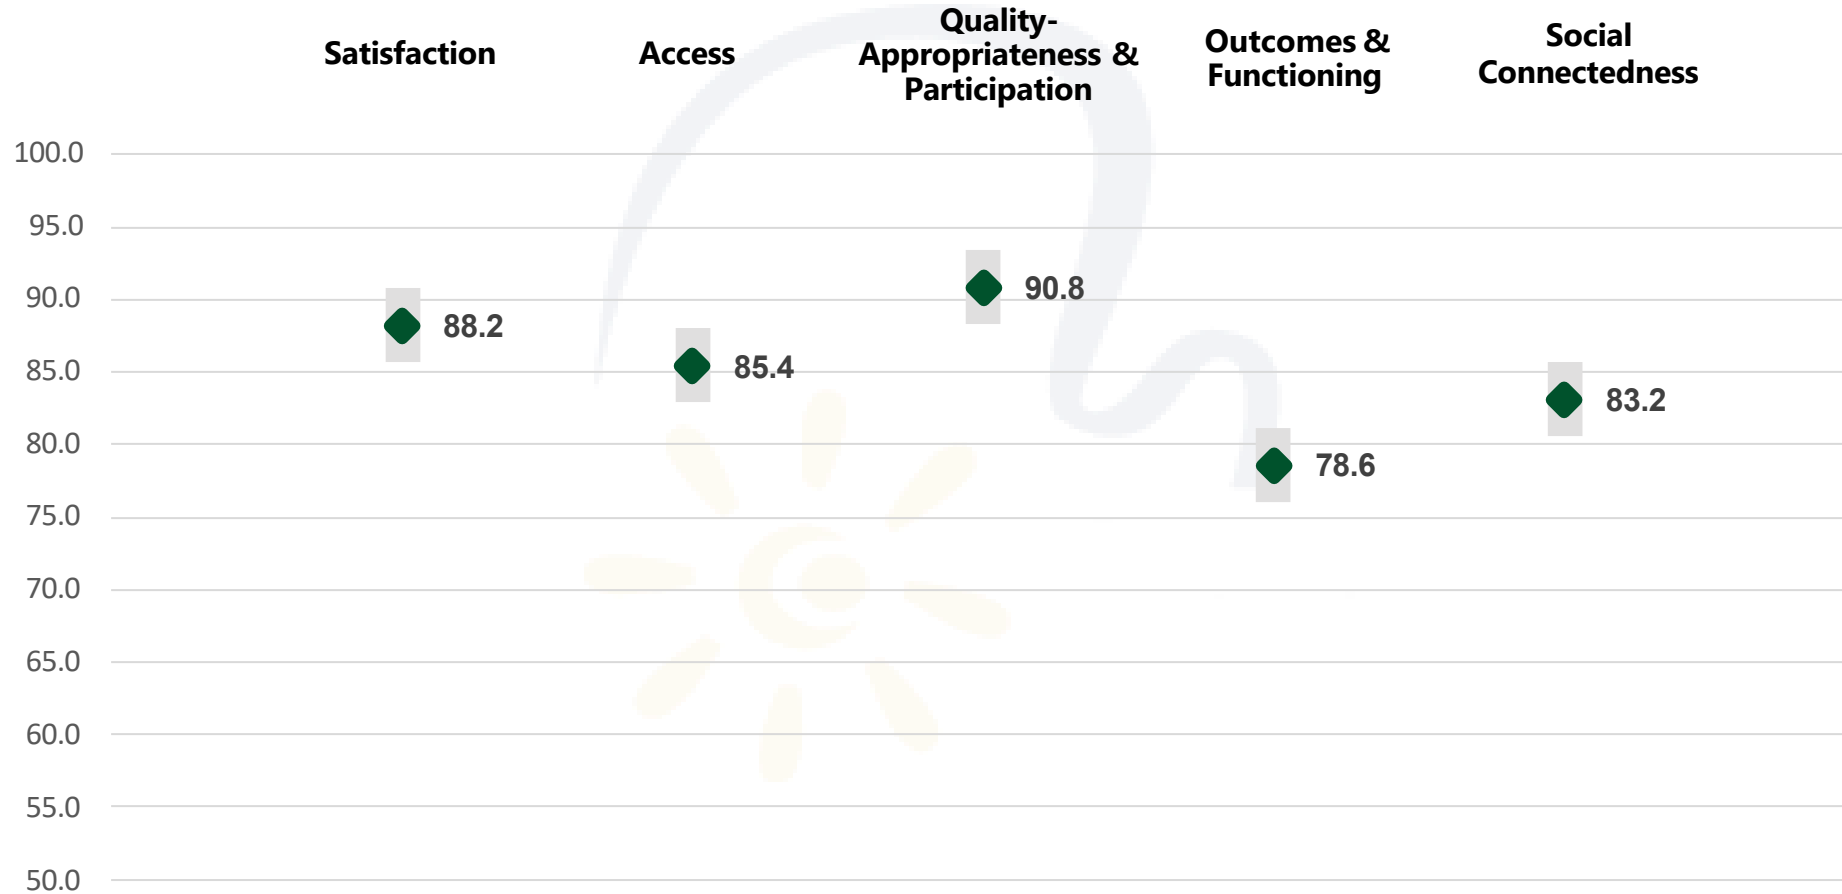 Satisfaction
Access
Quality-
Appropriateness &
Participation
Outcomes &
Functioning
Social
Connectedness
100.0
95.0
90.0
85.0
80.0
75.0
70.0
65.0
60.0
55.0
50.0
88.2
85.4
90.8
78.6
83.2